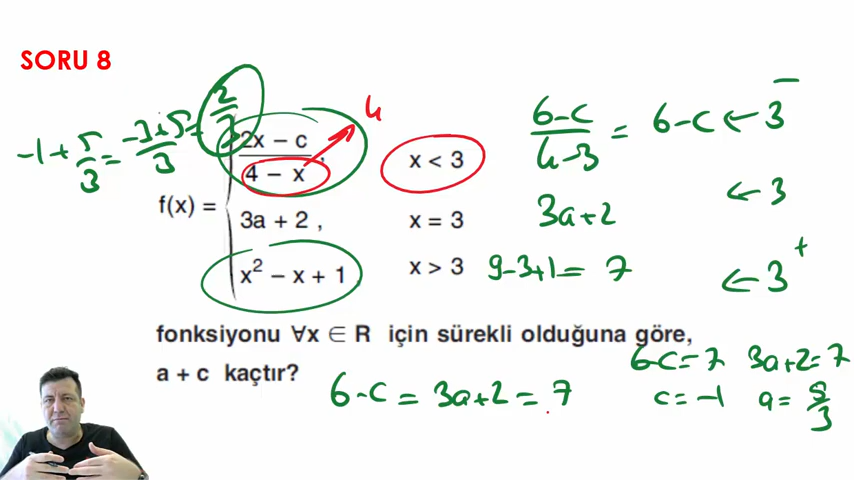 SORU 8
-1 + 5/3 = -3+5/3 = 2/3
4
f(x) =
2x − c / 4 − x , x < 3
3a + 2 , x = 3
x² − x + 1 , x > 3
6-c / 4-3 = 6-c ← 3⁻
3a+2 ← 3
9-3+1 = 7 ← 3⁺
fonksiyonu ∀x ∈ R için sürekli olduğuna göre,
a + c kaçtır?
6-c = 3a+2 = 7
6-c=7 3a+2=7
c = -1 a = 5/3